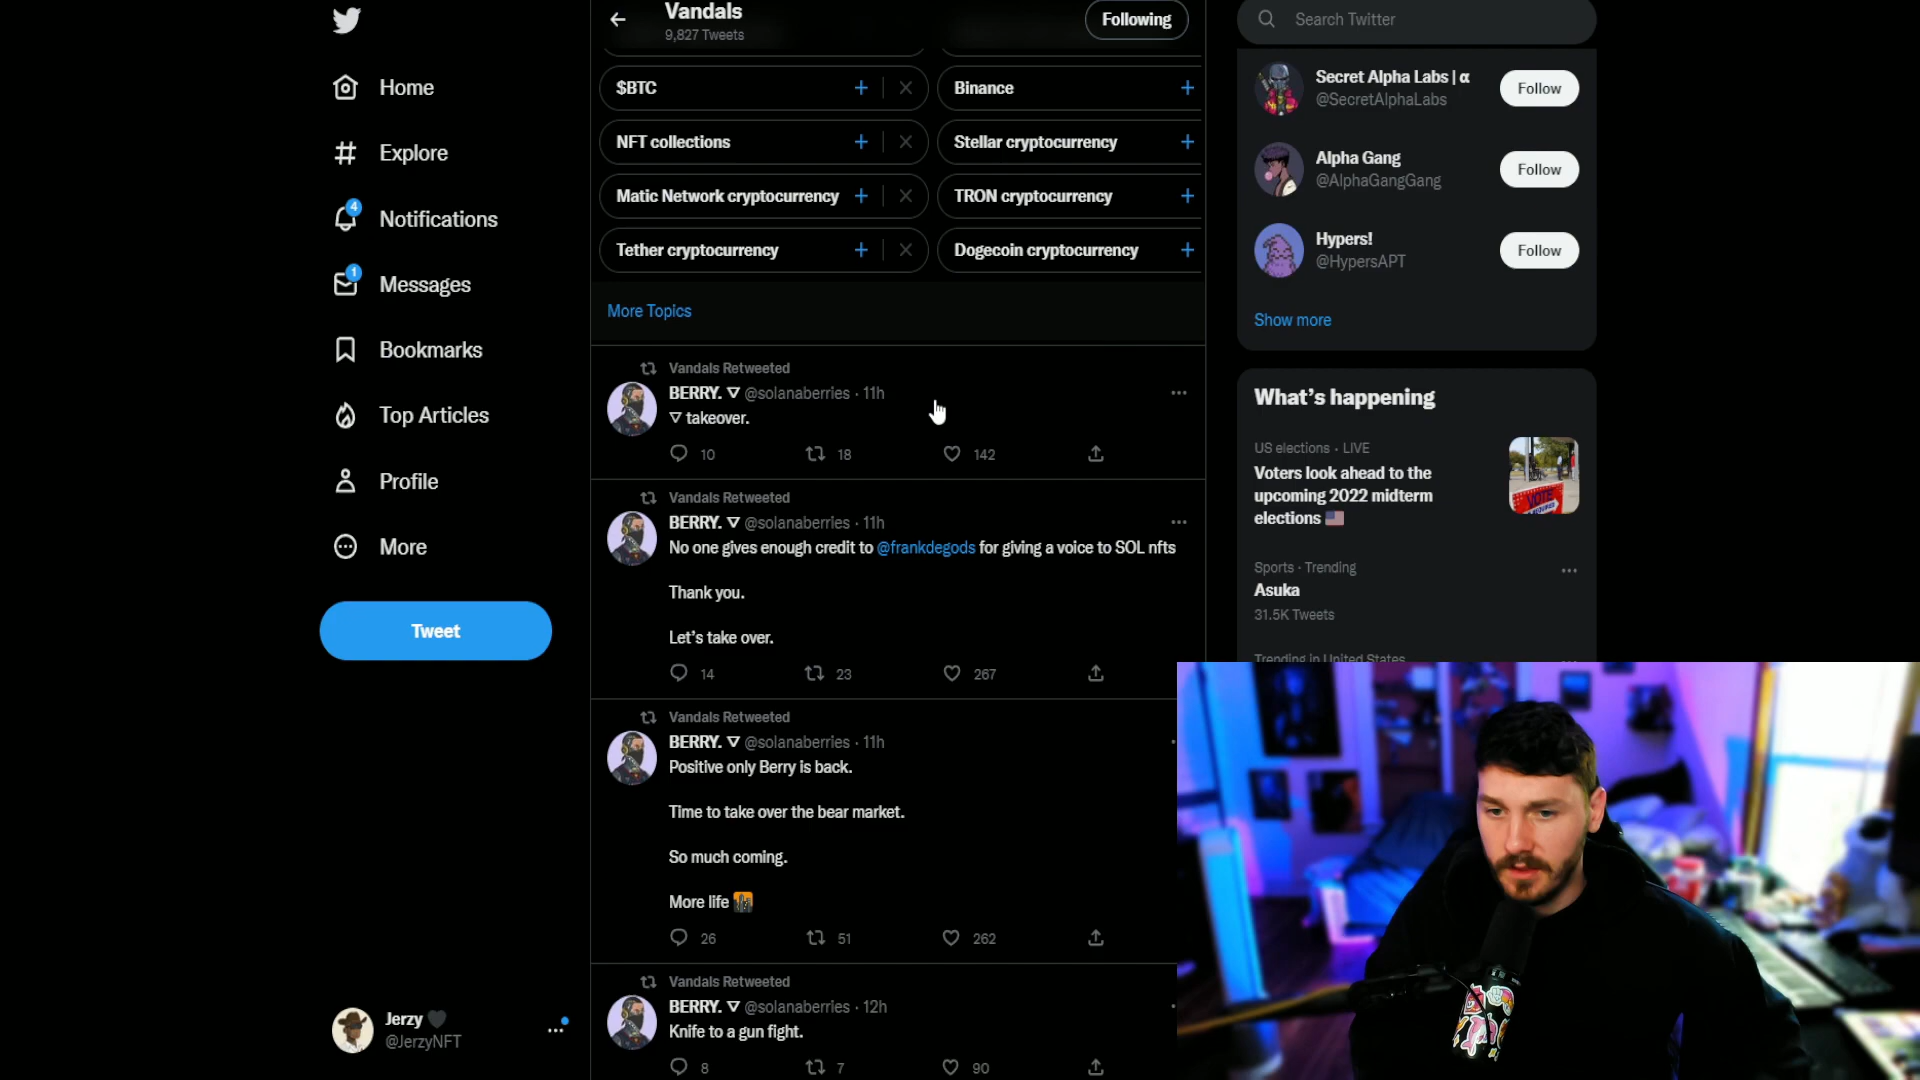 Home
Explore
4
Notifications
1
Messages
Bookmarks
Top Articles
Profile
More
Tweet
Jerzy 🖤
@JerzyNFT
Vandals
9,827 Tweets
Following
$BTC
Binance
NFT collections
Stellar cryptocurrency
Matic Network cryptocurrency
TRON cryptocurrency
Tether cryptocurrency
Dogecoin cryptocurrency
More Topics
Vandals Retweeted
BERRY. ▽ @solanaberries · 11h
▽ takeover.
10 18 142
Vandals Retweeted
BERRY. ▽ @solanaberries · 11h
No one gives enough credit to @frankdegods for giving a voice to SOL nfts
Thank you.
Let's take over.
14 23 267
Vandals Retweeted
BERRY. ▽ @solanaberries · 11h
Positive only Berry is back.
Time to take over the bear market.
So much coming.
More life
26 51 262
Vandals Retweeted
BERRY. ▽ @solanaberries · 12h
Knife to a gun fight.
8 7 90
Search Twitter
Secret Alpha Labs | α
@SecretAlphaLabs
Follow
Alpha Gang
@AlphaGangGang
Follow
Hypers!
@HypersAPT
Follow
Show more
What's happening
US elections · LIVE
Voters look ahead to the
upcoming 2022 midterm
elections 🇺🇸
VOTE
Sports · Trending
Asuka
31.5K Tweets
Trending in United States